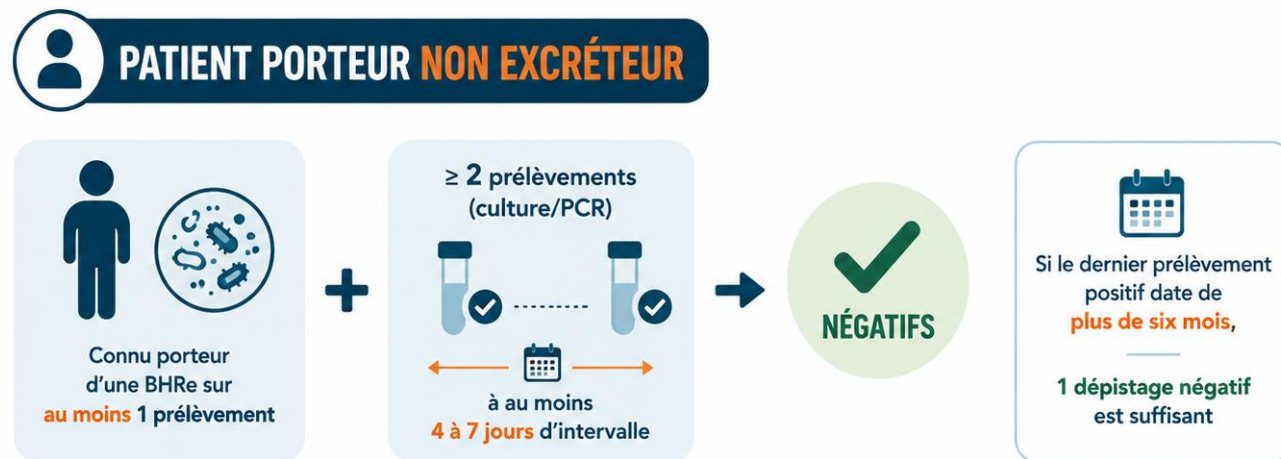 PATIENT PORTEUR NON EXCRÉTEUR
Connu porteur
d'une BHRe sur
au moins 1 prélèvement
≥ 2 prélèvements
(culture/PCR)
à au moins
4 à 7 jours d'intervalle
NÉGATIFS
Si le dernier prélèvement
positif date de
plus de six mois,
1 dépistage négatif
est suffisant